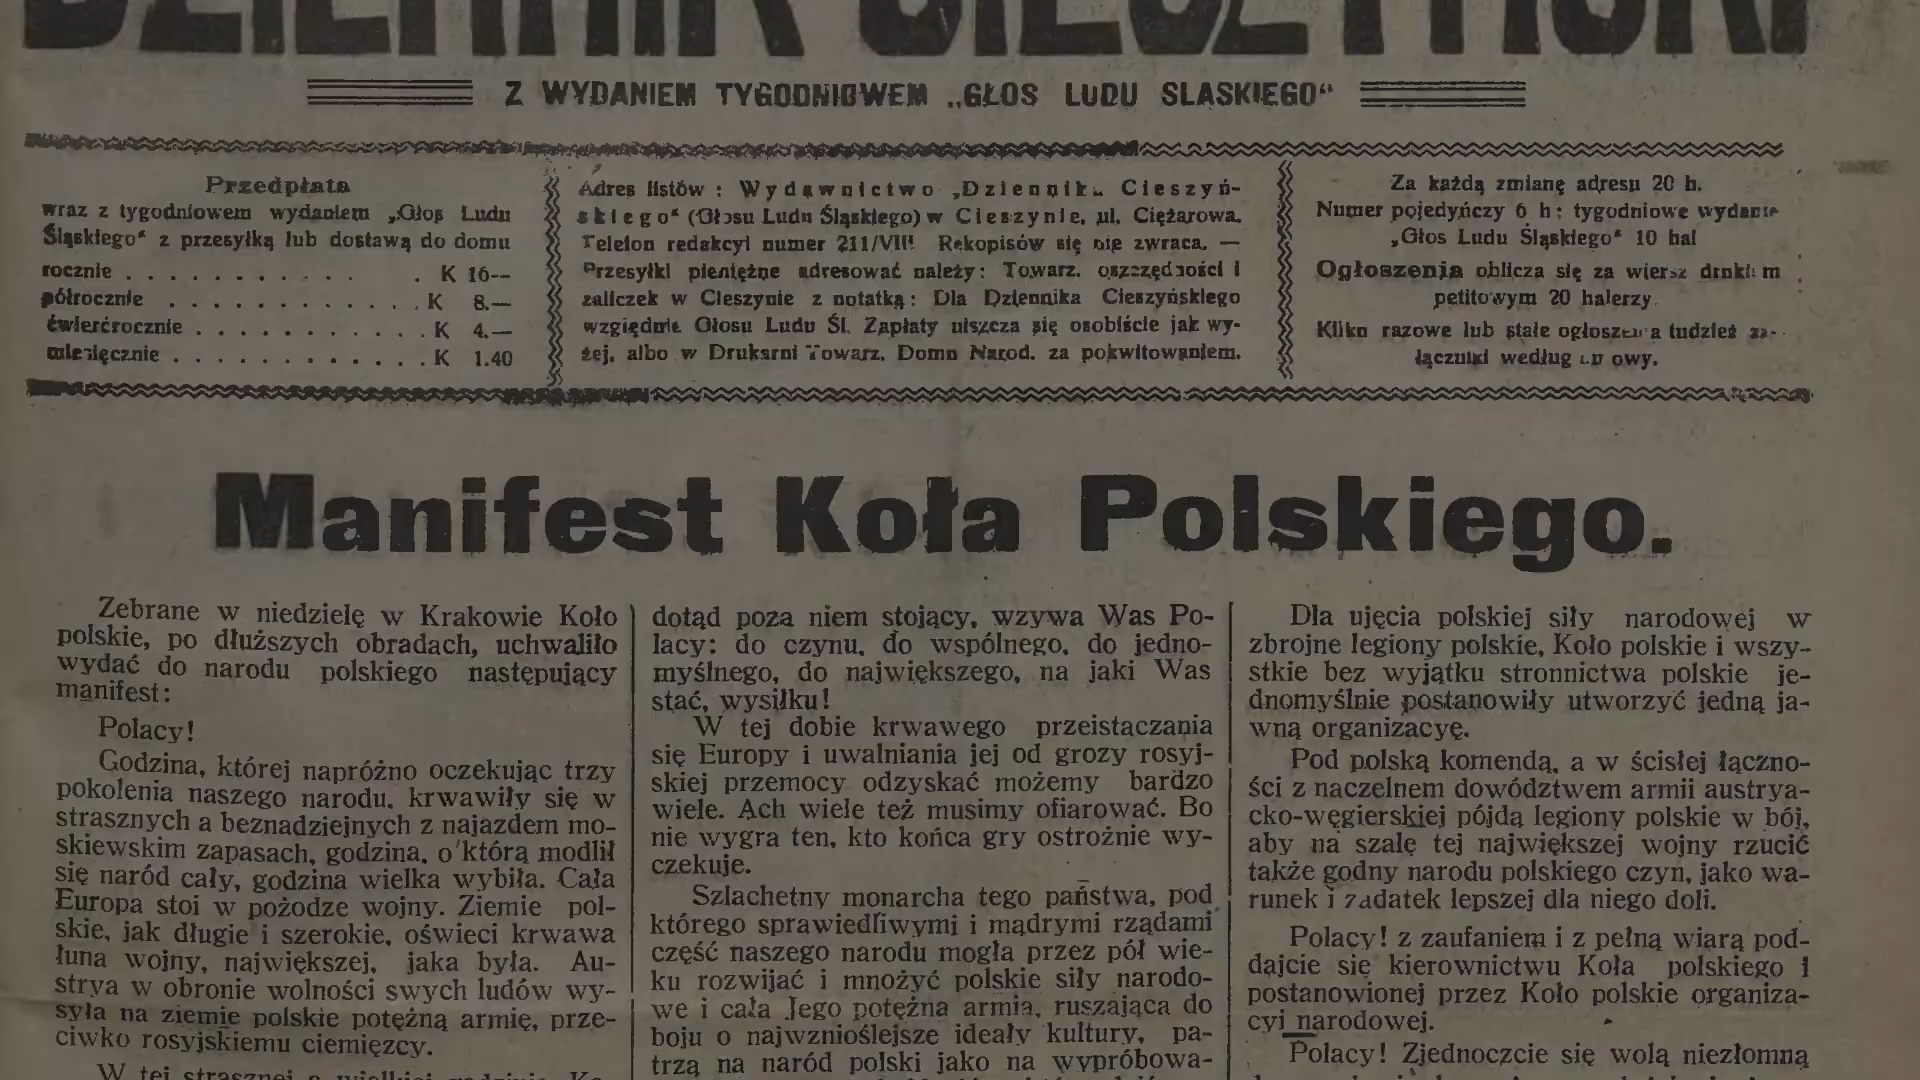 DZIENNIK CIESZYŃSKI
Z WYDANIEM TYGODNIOWEM „GŁOS LUDU SLASKIEGO“
Przedpłata
wraz z tygodniowem wydaniem „Głos Ludu
Śląskiego“ z przesyłką lub dostawą do domu
rocznie . . . . . . . . . . . . K 16—
półrocznie . . . . . . . . . . . . K 8.—
ćwierćrocznie . . . . . . . . . . . K 4.—
miesięcznie . . . . . . . . . . . . K 1.40
Adres listów : Wydawnictwo „Dziennika Cieszyń-
skiego“ (Głosu Ludu Śląskiego) w Cieszynie, ul. Ciężarowa.
Telefon redakcyi numer 211/VIII Rękopisów się nie zwraca. —
Przesyłki pieniężne adresować należy: Towarz. oszczędności i
zaliczek w Cieszynie z notatką: Dla Dziennika Cieszyńskiego
względnie Głosu Ludu Śl. Zapłaty uiszcza się osobiście jak wy-
żej, albo w Drukarni Towarz. Domu Narod. za pokwitowaniem.
Za każdą zmianę adresu 20 h.
Numer pojedyńczy 6 h; tygodniowe wydanie
„Głos Ludu Śląskiego“ 10 hal
Ogłoszenia oblicza się za wiersz drukiem
petitowym 20 halerzy.
Kilko razowe lub stałe ogłoszenia tudzież za-
łączniki według umowy.
Manifest Koła Polskiego.
Zebrane w niedzielę w Krakowie Koło
polskie, po dłuższych obradach, uchwaliło
wydać do narodu polskiego następujący
manifest:
Polacy!
Godzina, której napróżno oczekując trzy
pokolenia naszego narodu, krwawiły się w
strasznych a beznadziejnych z najazdem mo-
skiewskim zapasach, godzina, o którą modlił
się naród cały, godzina wielka wybiła. Cała
Europa stoi w pożodze wojny. Ziemie pol-
skie, jak długie i szerokie, oświeci krwawa
łuna wojny, największej, jaka była. Au-
strya w obronie wolności swych ludów wy-
syła na ziemie polskie potężną armię, prze-
ciwko rosyjskiemu ciemięzcy.
W tej strasznej a wielkiej godzinie Ko-
dotąd poza niem stojący, wzywa Was Po-
lacy: do czynu, do wspólnego, do jedno-
myślnego, do największego, na jaki Was
stać, wysiłku!
W tej dobie krwawego przeistaczania
się Europy i uwalniania jej od grozy rosyj-
skiej przemocy odzyskać możemy bardzo
wiele. Ach wiele też musimy ofiarować. Bo
nie wygra ten, kto końca gry ostrożnie wy-
czekuje.
Szlachetny monarcha tego państwa, pod
którego sprawiedliwymi i mądrymi rządami
część naszego narodu mogła przez pół wie-
ku rozwijać i mnożyć polskie siły narodo-
we i cała Jego potężna armia, ruszająca do
boju o najwznioślejsze ideały kultury, pa-
trzą na naród polski jako na wypróbowa-
Dla ujęcia polskiej siły narodowej w
zbrojne legiony polskie, Koło polskie i wszy-
stkie bez wyjątku stronnictwa polskie je-
dnomyślnie postanowiły utworzyć jedną ja-
wną organizacyę.
Pod polską komendą, a w ścisłej łączno-
ści z naczelnem dowództwem armii austrya-
cko-węgierskiej pójdą legiony polskie w bój,
aby na szalę tej największej wojny rzucić
także godny narodu polskiego czyn, jako wa-
runek i zadatek lepszej dla niego doli.
Polacy! z zaufaniem i z pełną wiarą pod-
dajcie się kierownictwu Koła polskiego i
postanowionej przez Koło polskie organiza-
cyi narodowej.
Polacy! Zjednoczcie się wolą niezłomną